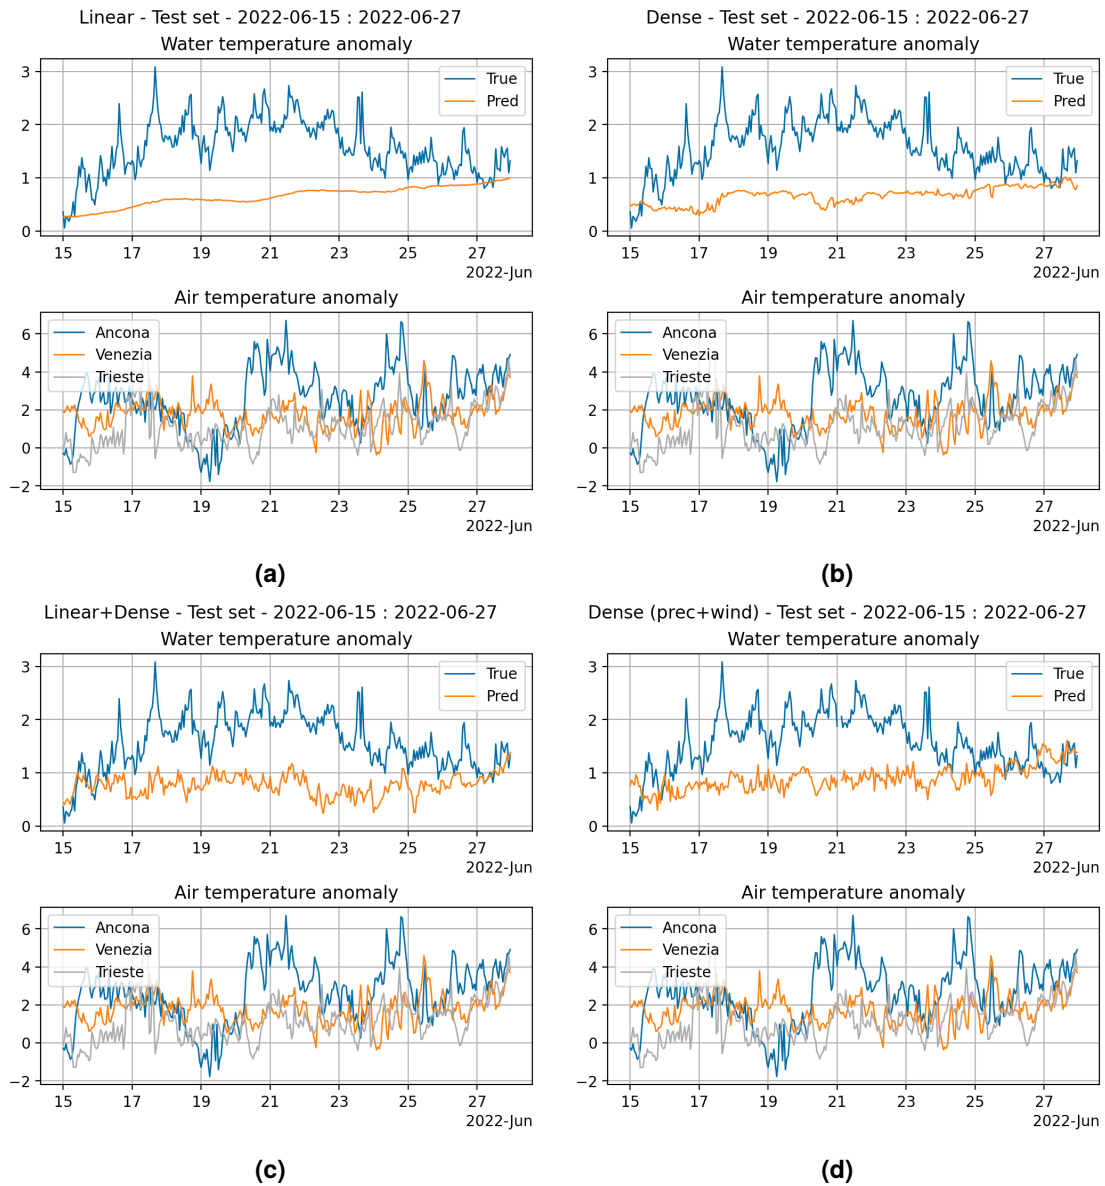 Linear - Test set - 2022-06-15 : 2022-06-27
Water temperature anomaly
3
2
1
0
True
Pred
15 17 19 21 23 25 27
2022-Jun
Air temperature anomaly
6
4
2
0
−2
Ancona
Venezia
Trieste
15 17 19 21 23 25 27
2022-Jun
(a)
Dense - Test set - 2022-06-15 : 2022-06-27
Water temperature anomaly
3
2
1
0
True
Pred
15 17 19 21 23 25 27
2022-Jun
Air temperature anomaly
6
4
2
0
−2
Ancona
Venezia
Trieste
15 17 19 21 23 25 27
2022-Jun
(b)
Linear+Dense - Test set - 2022-06-15 : 2022-06-27
Water temperature anomaly
3
2
1
0
True
Pred
15 17 19 21 23 25 27
2022-Jun
Air temperature anomaly
6
4
2
0
−2
Ancona
Venezia
Trieste
15 17 19 21 23 25 27
2022-Jun
(c)
Dense (prec+wind) - Test set - 2022-06-15 : 2022-06-27
Water temperature anomaly
3
2
1
0
True
Pred
15 17 19 21 23 25 27
2022-Jun
Air temperature anomaly
6
4
2
0
−2
Ancona
Venezia
Trieste
15 17 19 21 23 25 27
2022-Jun
(d)